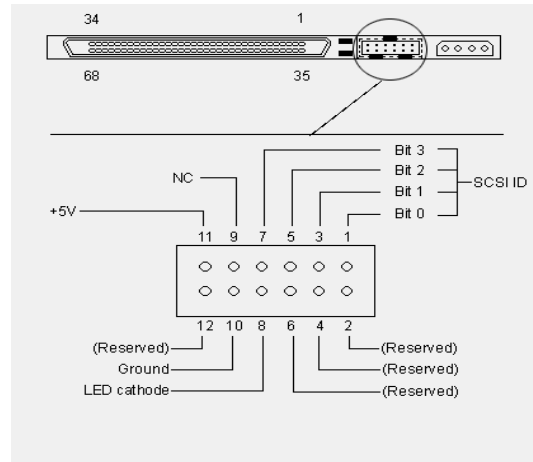 34 1
68 35
Bit 3
Bit 2
NC
SCSI ID
Bit 1
+5V
Bit 0
11 9 7 5 3 1
12 10 8 6 4 2
(Reserved) (Reserved)
Ground (Reserved)
LED cathode (Reserved)